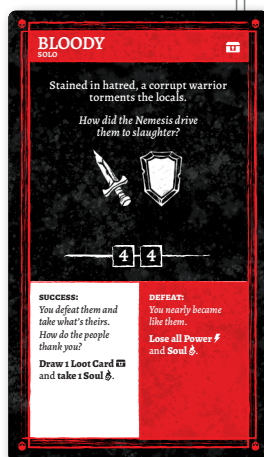 BLOODY
SOLO
Stained in hatred, a corrupt warrior
torments the locals.
How did the Nemesis drive
them to slaughter?
4 4
SUCCESS:
You defeat them and
take what's theirs.
How do the people
thank you?
Draw 1 Loot Card
and take 1 Soul.
DEFEAT:
You nearly became
like them.
Lose all Power
and Soul.